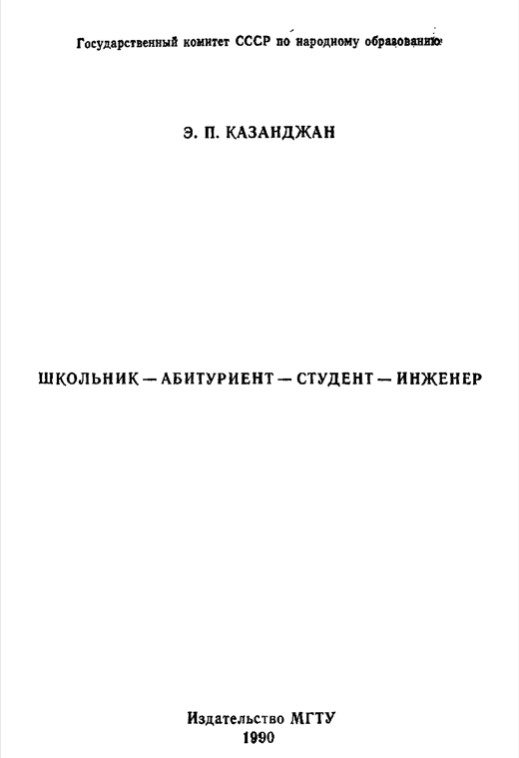 Государственный комитет СССР по народному образованию
Э. П. КАЗАНДЖАН
ШКОЛЬНИК — АБИТУРИЕНТ — СТУДЕНТ — ИНЖЕНЕР
Издательство МГТУ
1990